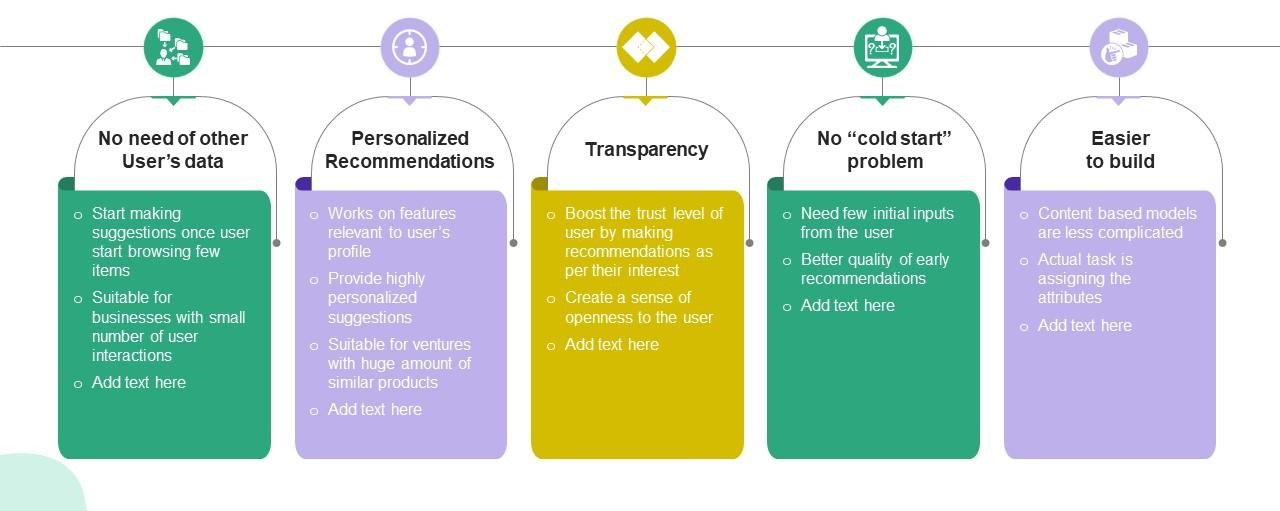 No need of other
User's data
o Start making
suggestions once user
start browsing few
items
o Suitable for
businesses with small
number of user
interactions
o Add text here
Personalized
Recommendations
o Works on features
relevant to user's
profile
o Provide highly
personalized
suggestions
o Suitable for ventures
with huge amount of
similar products
o Add text here
Transparency
o Boost the trust level of
user by making
recommendations as
per their interest
o Create a sense of
openness to the user
o Add text here
No “cold start”
problem
o Need few initial inputs
from the user
o Better quality of early
recommendations
o Add text here
Easier
to build
o Content based models
are less complicated
o Actual task is
assigning the
attributes
o Add text here